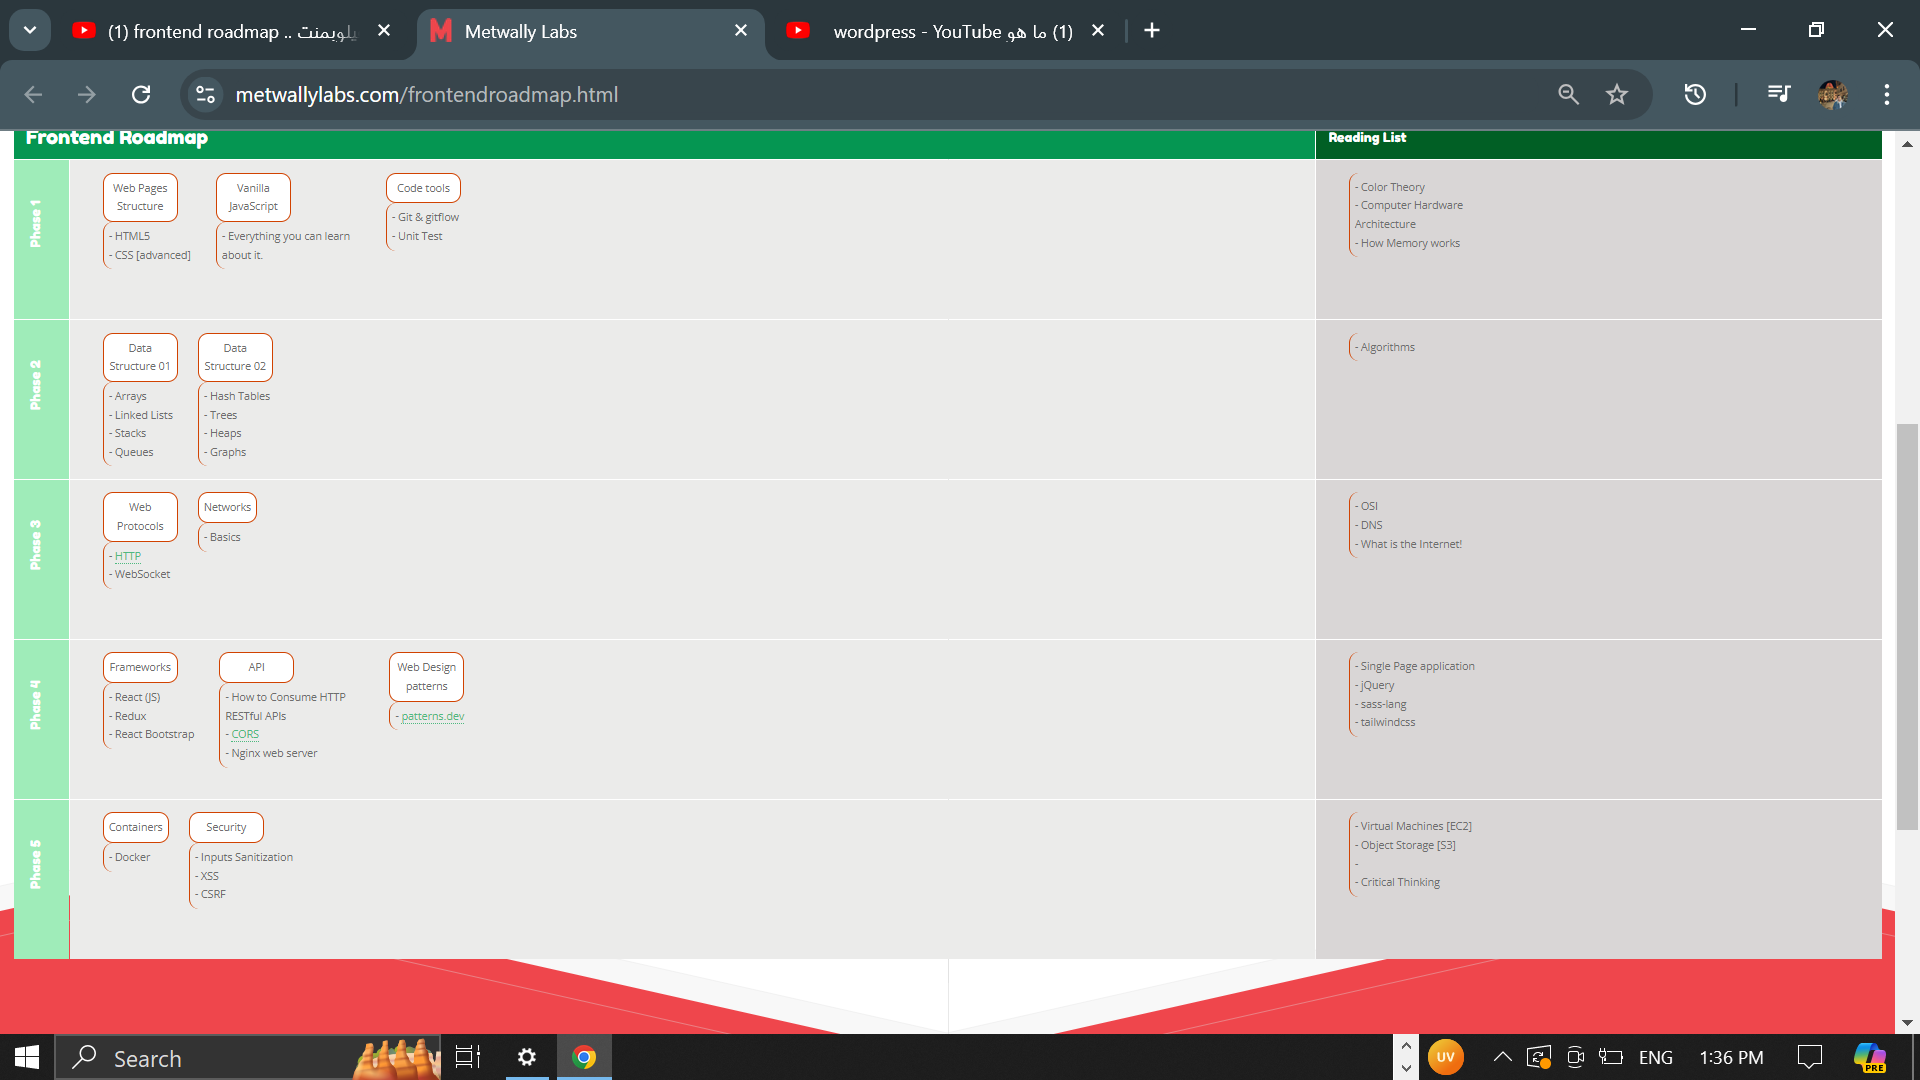 (1) frontend roadmap ..
Metwally Labs
(1) ما هو wordpress - YouTube
metwallylabs.com/frontendroadmap.html
Frontend Roadmap
Reading List
Phase 1
Web Pages
Structure
- HTML5
- CSS [advanced]
Vanilla
JavaScript
- Everything you can learn
about it.
Code tools
- Git & gitflow
- Unit Test
- Color Theory
- Computer Hardware
Architecture
- How Memory works
Phase 2
Data
Structure 01
- Arrays
- Linked Lists
- Stacks
- Queues
Data
Structure 02
- Hash Tables
- Trees
- Heaps
- Graphs
- Algorithms
Phase 3
Web
Protocols
- HTTP
- WebSocket
Networks
- Basics
- OSI
- DNS
- What is the Internet!
Phase 4
Frameworks
- React (JS)
- Redux
- React Bootstrap
API
- How to Consume HTTP
RESTful APIs
- CORS
- Nginx web server
Web Design
patterns
- patterns.dev
- Single Page application
- jQuery
- sass-lang
- tailwindcss
Phase 5
Containers
- Docker
Security
- Inputs Sanitization
- XSS
- CSRF
- Virtual Machines [EC2]
- Object Storage [S3]
-
- Critical Thinking
Search
UV
ENG
1:36 PM
PRE